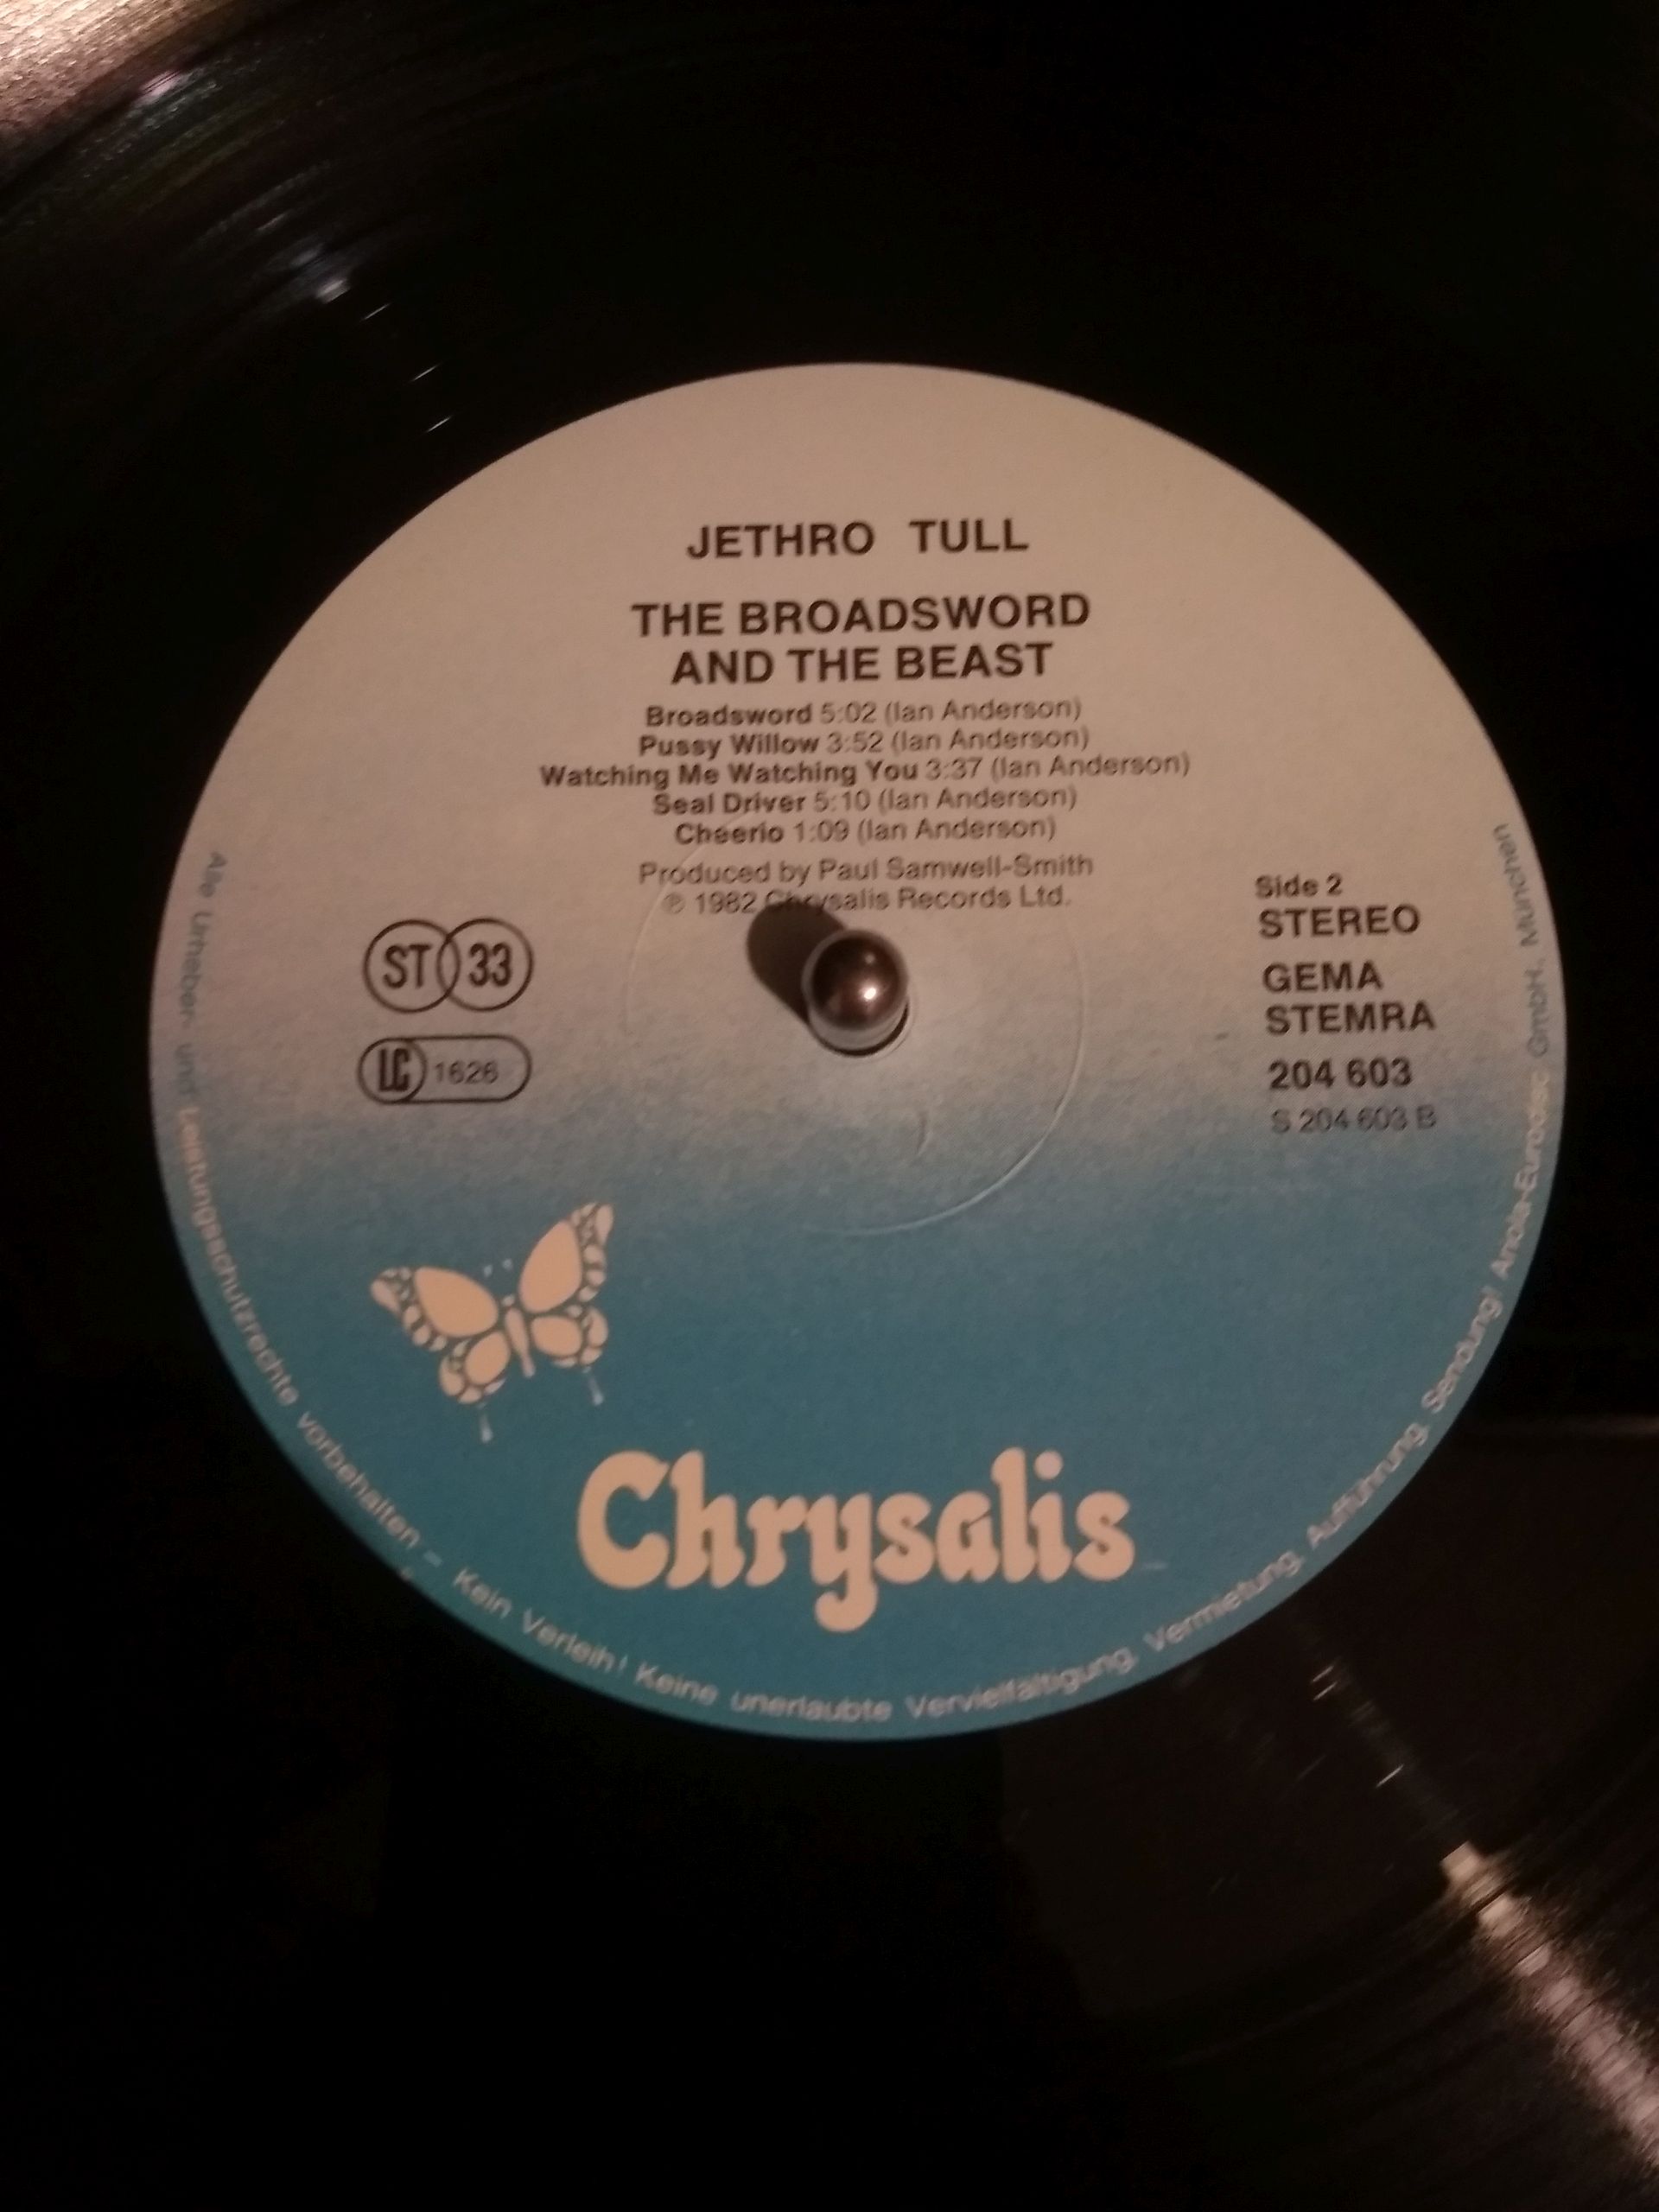 JETHRO TULL
THE BROADSWORD
AND THE BEAST
Broadsword 5:02 (Ian Anderson)
Pussy Willow 3:52 (Ian Anderson)
Watching Me Watching You 3:37 (Ian Anderson)
Seal Driver 5:10 (Ian Anderson)
Cheerio 1:09 (Ian Anderson)
Produced by Paul Samwell-Smith
℗ 1982 Chrysalis Records Ltd.
ST 33
LC 1626
Side 2
STEREO
GEMA
STEMRA
204 603
S 204 603 B
Chrysalis
Alle Urheber- und Leistungsschutzrechte vorbehalten – Kein Verleih! Keine unerlaubte Vervielfältigung, Vermietung, Aufführung, Sendung! Ariola-Eurodisc GmbH., München